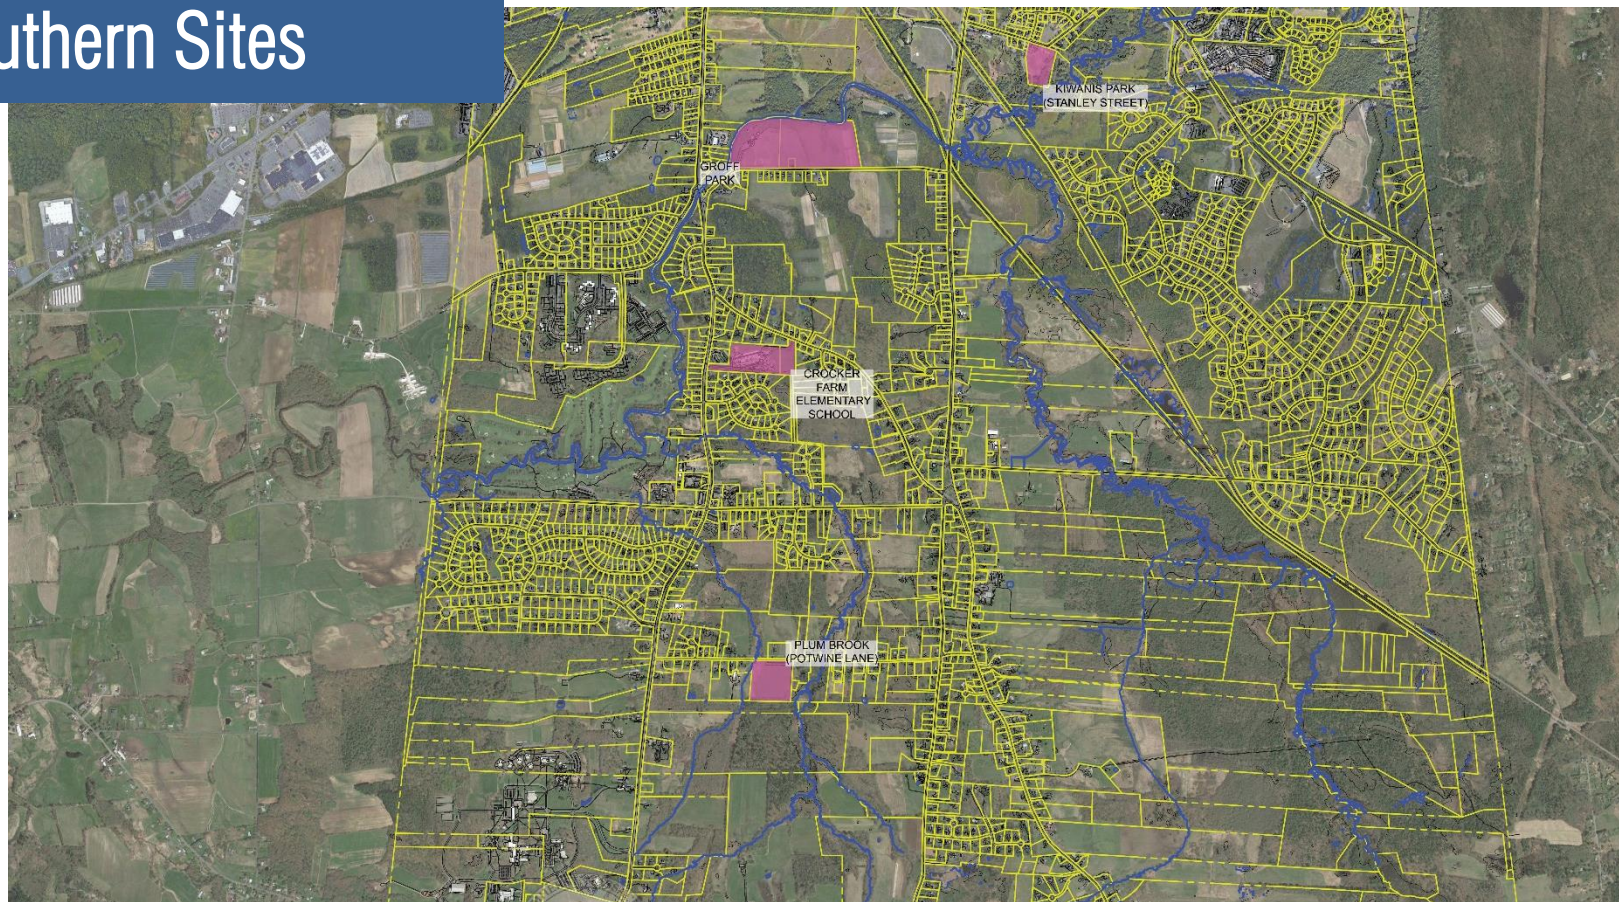 uthern Sites
KIWANIS PARK
(STANLEY STREET)
GROFF
PARK
CROCKER
FARM
ELEMENTARY
SCHOOL
PLUM BROOK
(POTWINE LANE)